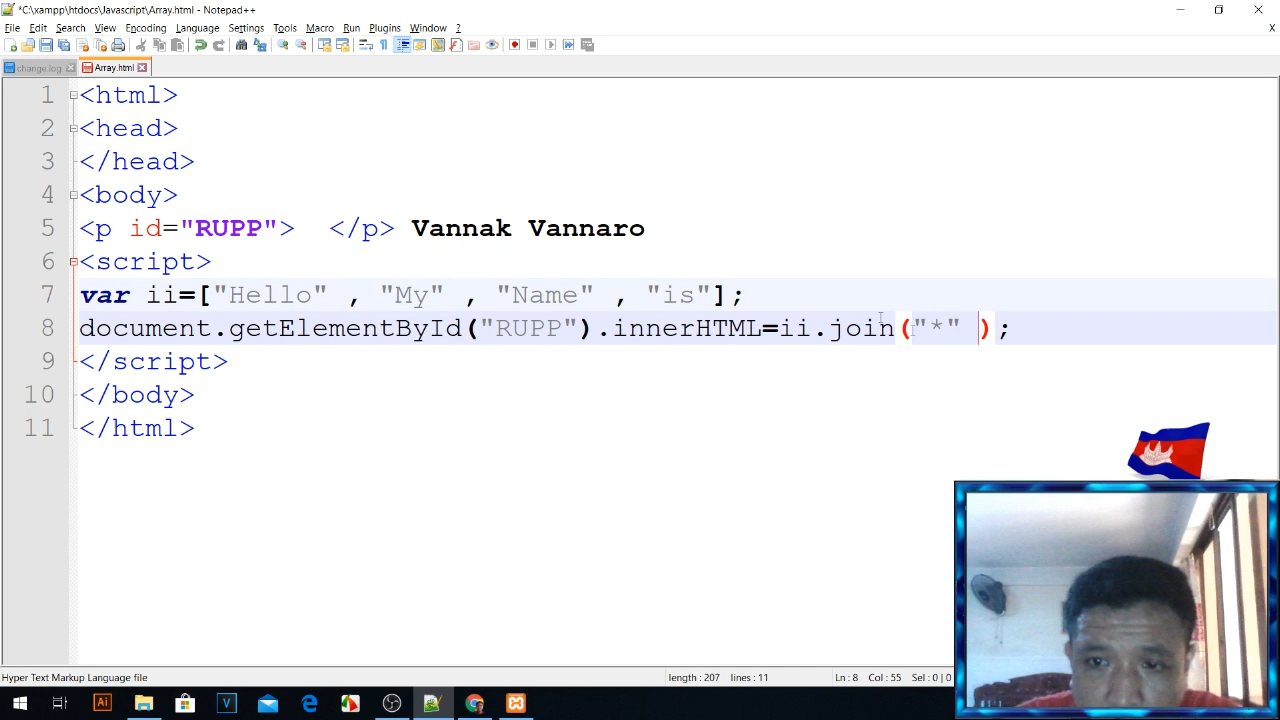 *C:\xampp\htdocs\Javascript\Array.html - Notepad++
File Edit Search View Encoding Language Settings Tools Macro Run Plugins Window ?
X
change.log Array.html
1 <html>
2 <head>
3 </head>
4 <body>
5 <p id="RUPP">  </p> Vannak Vannaro
6 <script>
7 var ii=["Hello" , "My" , "Name" , "is"];
8 document.getElementById("RUPP").innerHTML=ii.join("*" );
9 </script>
10 </body>
11 </html>
Hyper Text Markup Language file length : 207 lines : 11 Ln : 8 Col : 55 Sel : 0 | 0
Ai V